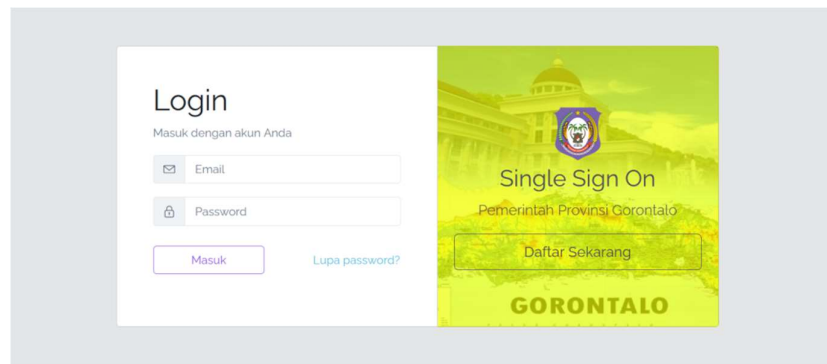 Login
Masuk dengan akun Anda
Email
Password
Masuk
Lupa password?
Single Sign On
Pemerintah Provinsi Gorontalo
Daftar Sekarang
GORONTALO